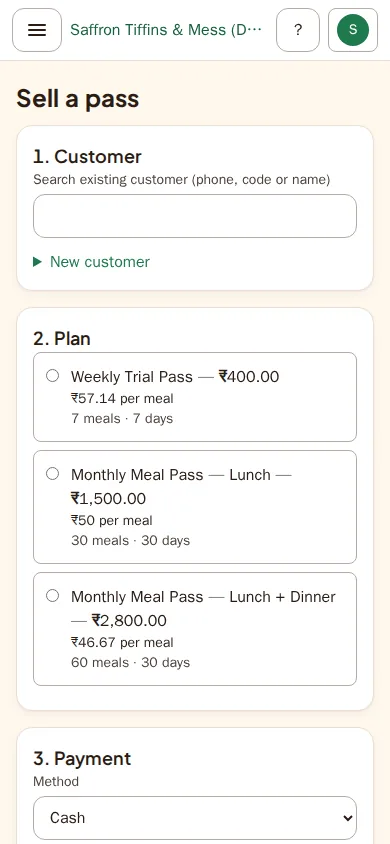 Saffron Tiffins & Mess (D···
?
S
Sell a pass
1. Customer
Search existing customer (phone, code or name)
▶ New customer
2. Plan
Weekly Trial Pass — ₹400.00
₹57.14 per meal
7 meals · 7 days
Monthly Meal Pass — Lunch —
₹1,500.00
₹50 per meal
30 meals · 30 days
Monthly Meal Pass — Lunch + Dinner
— ₹2,800.00
₹46.67 per meal
60 meals · 30 days
3. Payment
Method
Cash